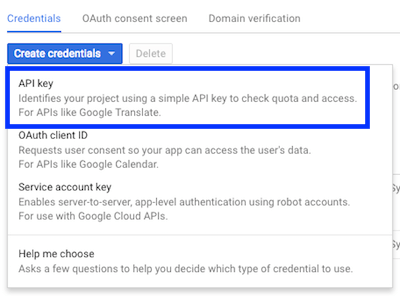 Credentials OAuth consent screen Domain verification
Create credentials Delete
API key
Identifies your project using a simple API key to check quota and access.
For APIs like Google Translate.
OAuth client ID
Requests user consent so your app can access the user's data.
For APIs like Google Calendar.
Service account key
Enables server-to-server, app-level authentication using robot accounts.
For use with Google Cloud APIs.
Help me choose
Asks a few questions to help you decide which type of credential to use.